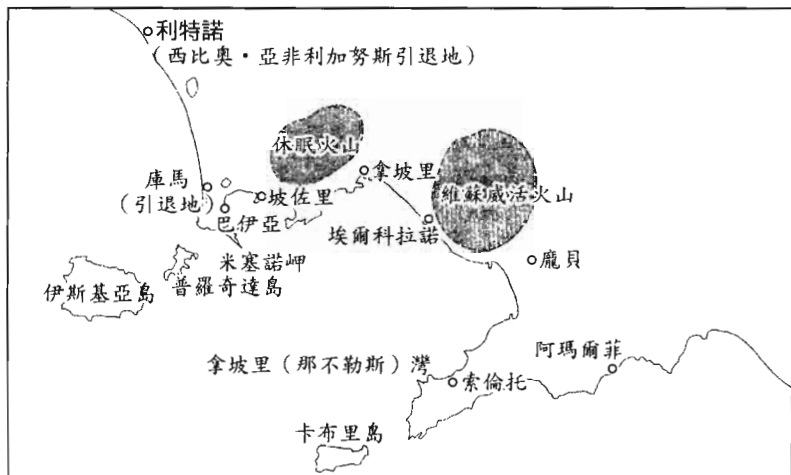 利特諾
(西比奧·亞非利加努斯引退地)
休眠火山
拿坡里
維蘇威活火山
庫馬
(引退地)
坡佐里
巴伊亞
埃爾科拉諾
米塞諾岬
龐貝
普羅奇達島
伊斯基亞島
拿坡里(那不勒斯)灣
阿瑪爾菲
索倫托
卡布里島